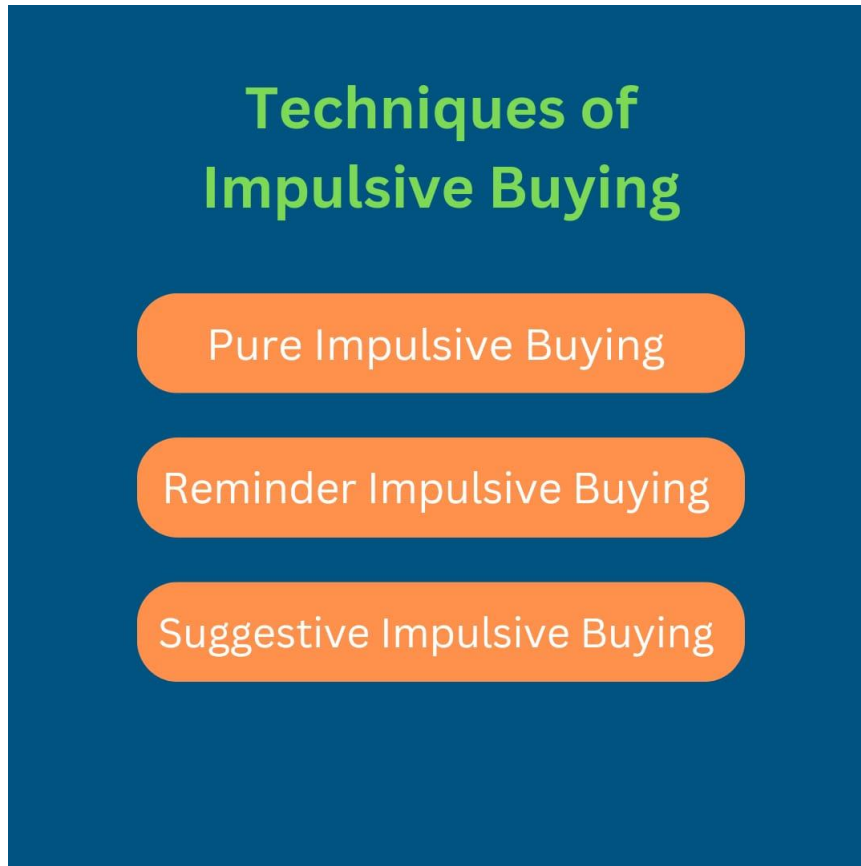 Techniques of
Impulsive Buying
Pure Impulsive Buying
Reminder Impulsive Buying
Suggestive Impulsive Buying